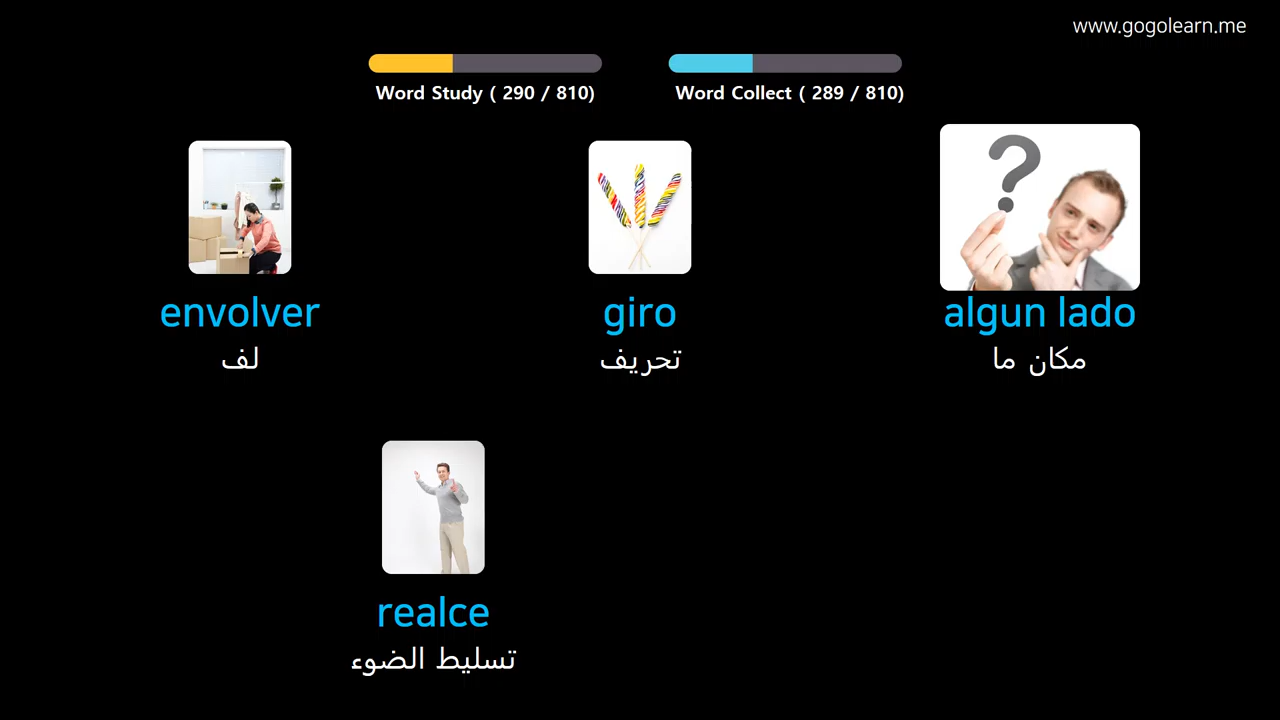 www.gogolearn.me
Word Study ( 290 / 810)
Word Collect ( 289 / 810)
envolver
لف
giro
تحريف
algun lado
مكان ما
realce
تسليط الضوء